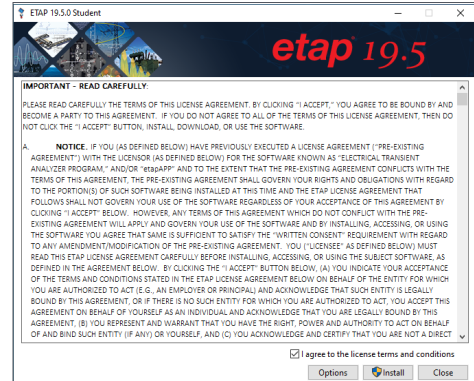 ETAP 19.5.0 Student
etap 19.5
IMPORTANT - READ CAREFULLY:
PLEASE READ CAREFULLY THE TERMS OF THIS LICENSE AGREEMENT. BY CLICKING "I ACCEPT," YOU AGREE TO BE BOUND BY AND
BECOME A PARTY TO THIS AGREEMENT. IF YOU DO NOT AGREE TO ALL OF THE TERMS OF THIS LICENSE AGREEMENT, THEN DO
NOT CLICK THE "I ACCEPT" BUTTON, INSTALL, DOWNLOAD, OR USE THE SOFTWARE.
A. NOTICE. IF YOU (AS DEFINED BELOW) HAVE PREVIOUSLY EXECUTED A LICENSE AGREEMENT ("PRE-EXISTING
AGREEMENT") WITH THE LICENSOR (AS DEFINED BELOW) FOR THE SOFTWARE KNOWN AS "ELECTRICAL TRANSIENT
ANALYZER PROGRAM," AND/OR "etapAPP" AND TO THE EXTENT THAT THE PRE-EXISTING AGREEMENT CONFLICTS WITH THE
TERMS OF THIS AGREEMENT, THE PRE-EXISTING AGREEMENT SHALL GOVERN YOUR RIGHTS AND OBLIGATIONS WITH REGARD
TO THE PORTION(S) OF SUCH SOFTWARE BEING INSTALLED AT THIS TIME AND THE ETAP LICENSE AGREEMENT THAT
FOLLOWS SHALL NOT GOVERN YOUR USE OF THE SOFTWARE REGARDLESS OF YOUR ACCEPTANCE OF THIS AGREEMENT BY
CLICKING "I ACCEPT" BELOW. HOWEVER, ANY TERMS OF THIS AGREEMENT WHICH DO NOT CONFLICT WITH THE PRE-
EXISTING AGREEMENT WILL APPLY AND GOVERN YOUR USE OF THE SOFTWARE AND BY INSTALLING, ACCESSING, OR USING
THE SOFTWARE YOU AGREE THAT SAME IS SUFFICIENT TO SATISFY THE "WRITTEN CONSENT" REQUIREMENT WITH REGARD
TO ANY AMENDMENT/MODIFICATION OF THE PRE-EXISTING AGREEMENT. YOU ("LICENSEE" AS DEFINED BELOW) MUST
READ THIS ETAP LICENSE AGREEMENT CAREFULLY BEFORE INSTALLING, ACCESSING, OR USING THE SUBJECT SOFTWARE, AS
DEFINED IN THE AGREEMENT BELOW. BY CLICKING THE "I ACCEPT" BUTTON BELOW, (A) YOU INDICATE YOUR ACCEPTANCE
OF THE TERMS AND CONDITIONS STATED IN THE ETAP LICENSE AGREEMENT BELOW ON BEHALF OF THE ENTITY FOR WHICH
YOU ARE AUTHORIZED TO ACT (E.G., AN EMPLOYER OR PRINCIPAL) AND ACKNOWLEDGE THAT SUCH ENTITY IS LEGALLY
BOUND BY THIS AGREEMENT, OR IF THERE IS NO SUCH ENTITY FOR WHICH YOU ARE AUTHORIZED TO ACT, YOU ACCEPT THIS
AGREEMENT ON BEHALF OF YOURSELF AS AN INDIVIDUAL AND ACKNOWLEDGE THAT YOU ARE LEGALLY BOUND BY THIS
AGREEMENT, (B) YOU REPRESENT AND WARRANT THAT YOU HAVE THE RIGHT, POWER AND AUTHORITY TO ACT ON BEHALF
OF AND BIND SUCH ENTITY (IF ANY) OR YOURSELF, AND (C) YOU ACKNOWLEDGE AND CERTIFY THAT YOU ARE NOT A DIRECT
I agree to the license terms and conditions
Options Install Close